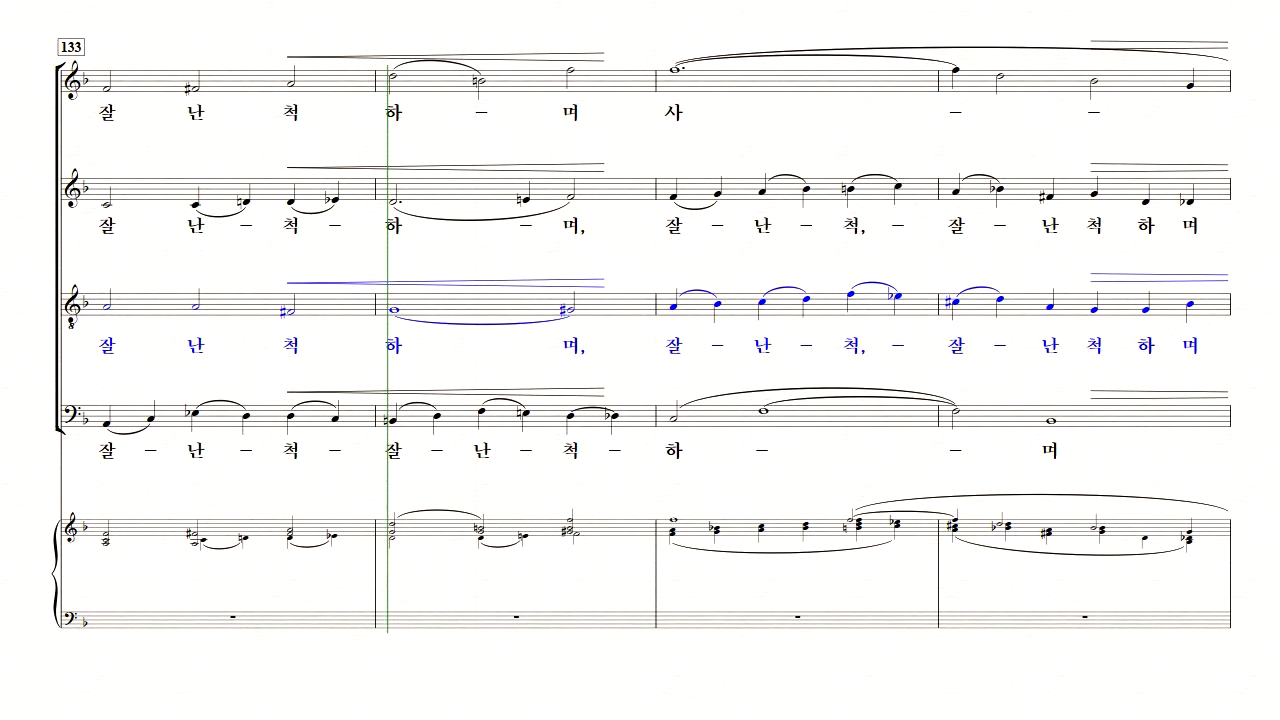 133
잘 난 척 하 – 며 사 – –
잘 난 – 척 – 하 – 며, 잘 – 난 – 척, – 잘 – 난 척 하 며
잘 난 척 하 며, 잘 – 난 – 척, – 잘 – 난 척 하 며
잘 – 난 – 척 – 잘 – 난 – 척 – 하 – – 며